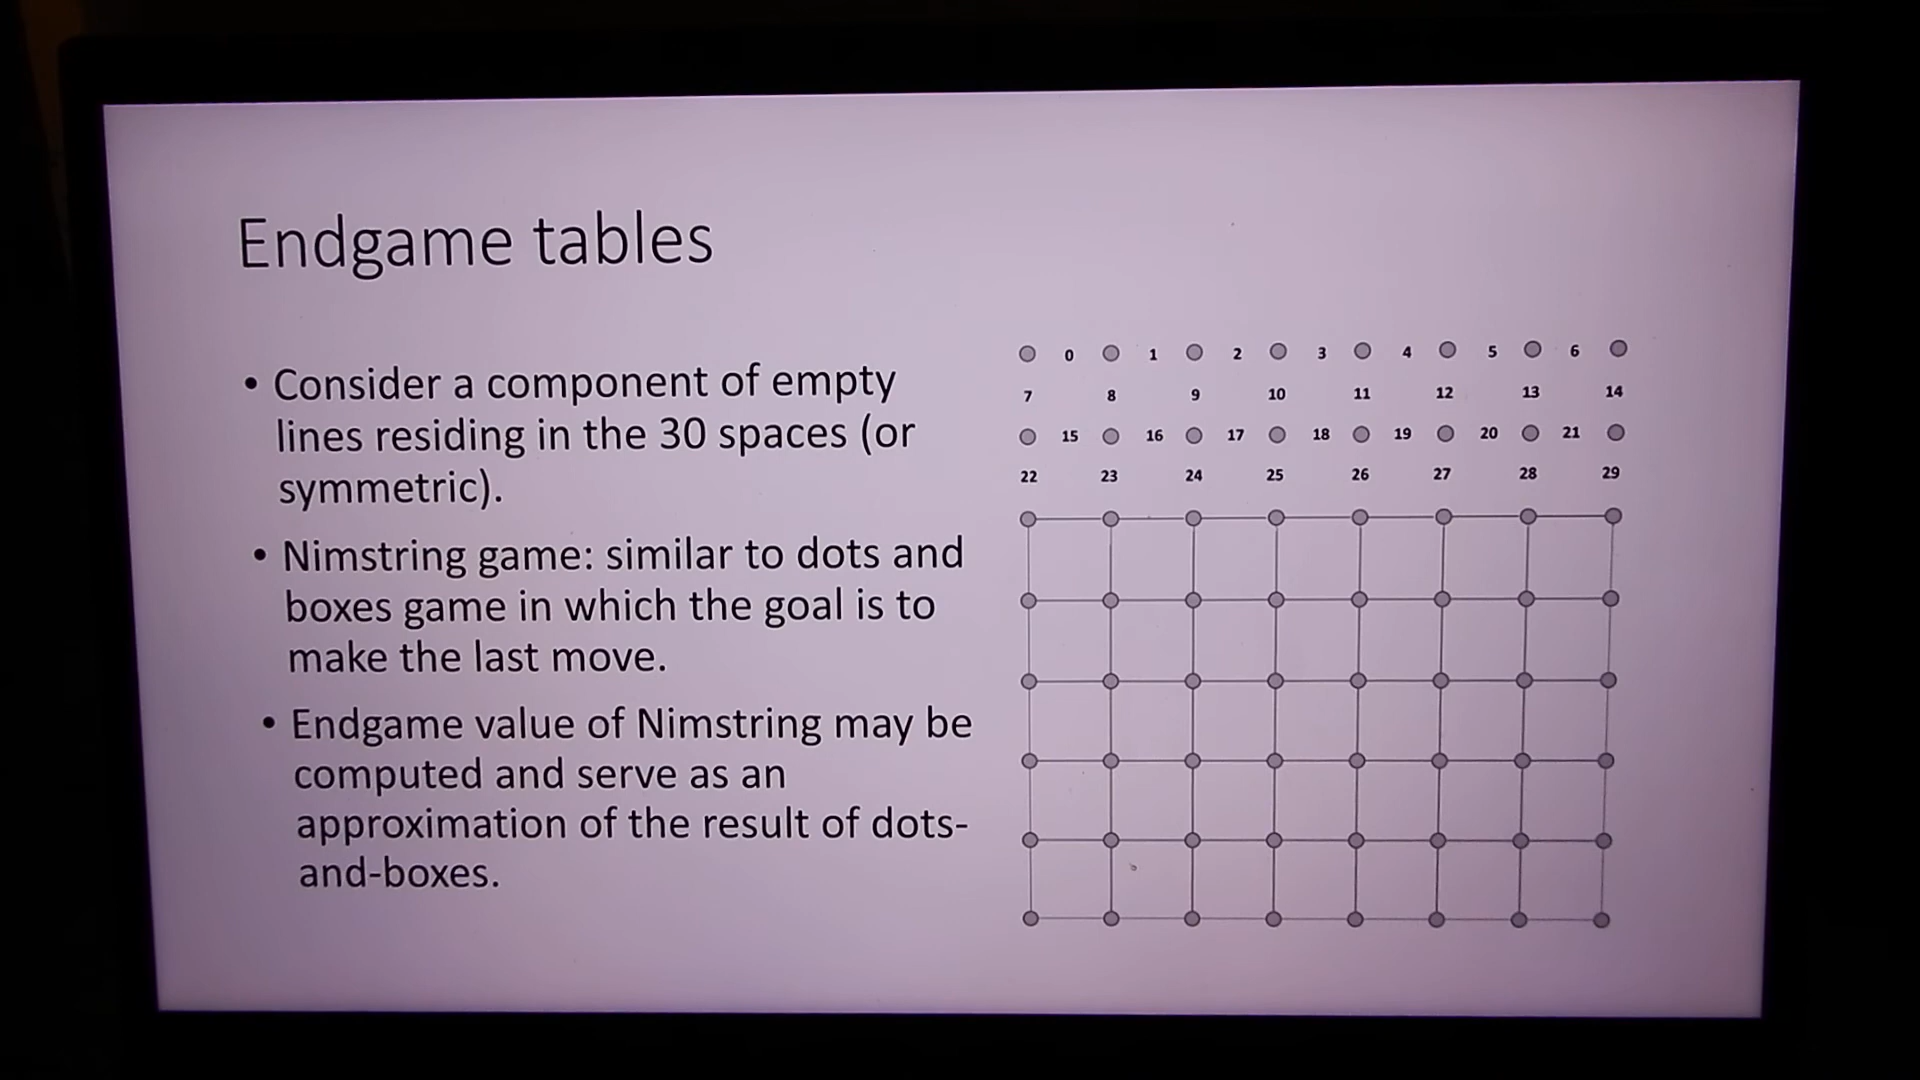 Endgame tables
• Consider a component of empty
lines residing in the 30 spaces (or
symmetric).
• Nimstring game: similar to dots and
boxes game in which the goal is to
make the last move.
• Endgame value of Nimstring may be
computed and serve as an
approximation of the result of dots-
and-boxes.
0 1 2 3 4 5 6
7 8 9 10 11 12 13 14
15 16 17 18 19 20 21
22 23 24 25 26 27 28 29